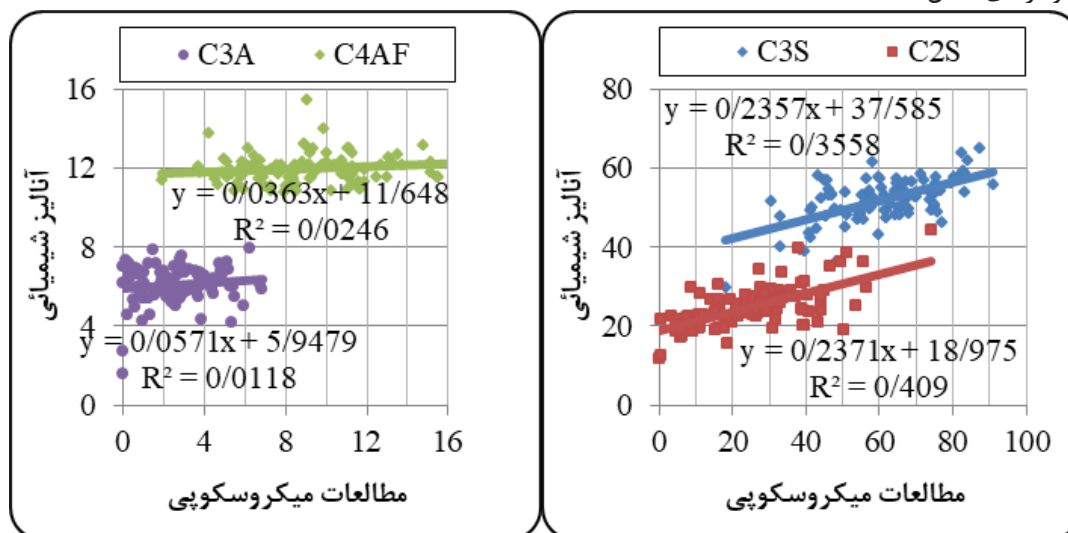 C3A C4AF
16
12
8
4
0
y = 0/0363x + 11/648
R² = 0/0246
y = 0/0571x + 5/9479
R² = 0/0118
0 4 8 12 16
آنالیز شیمیائی
مطالعات میکروسکوپی
C3S C2S
80
60
40
20
0
y = 0/2357x + 37/585
R² = 0/3558
y = 0/2371x + 18/975
R² = 0/409
0 20 40 60 80 100
آنالیز شیمیائی
مطالعات میکروسکوپی